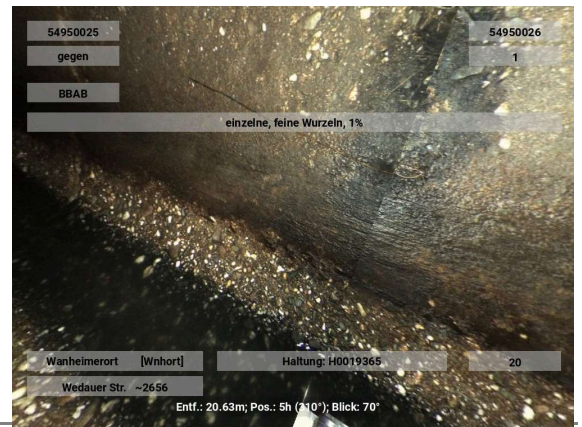 54950025
54950026
gegen
1
BBAB
einzelne, feine Wurzeln, 1%
Wanheimerort [Wnhort]
Haltung: H0019365
20
Wedauer Str. ~2656
Entf.: 20.63m; Pos.: 5h (210°); Blick: 70°